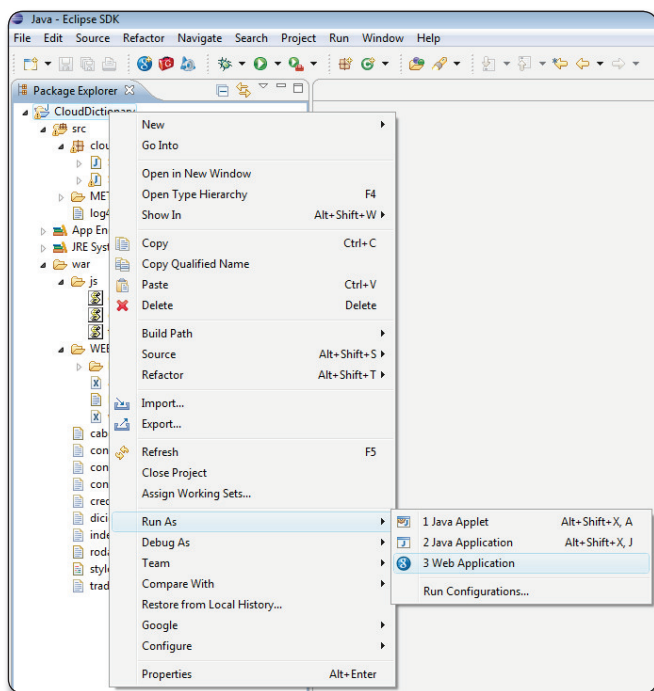 Java - Eclipse SDK
File Edit Source Refactor Navigate Search Project Run Window Help
Package Explorer
CloudDictionary
src
clou
MET
log4
App En
JRE Syst
war
js
WEB
cab
con
con
con
cred
dici
inde
roda
style
trad
New
Go Into
Open in New Window
Open Type Hierarchy F4
Show In Alt+Shift+W
Copy Ctrl+C
Copy Qualified Name
Paste Ctrl+V
Delete Delete
Build Path
Source Alt+Shift+S
Refactor Alt+Shift+T
Import...
Export...
Refresh F5
Close Project
Assign Working Sets...
Run As
Debug As
Team
Compare With
Restore from Local History...
Google
Configure
Properties Alt+Enter
1 Java Applet Alt+Shift+X, A
2 Java Application Alt+Shift+X, J
3 Web Application
Run Configurations...